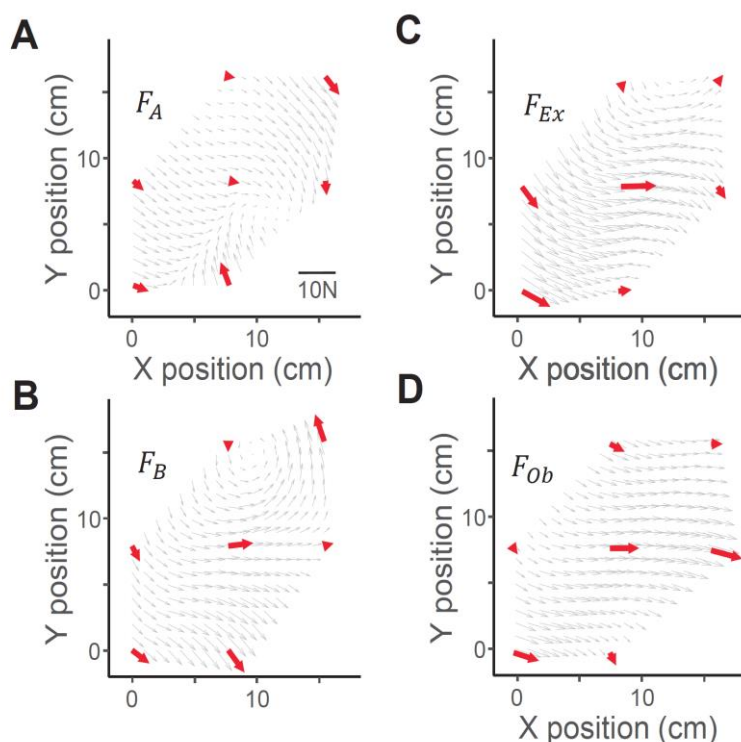 A
F_A
Y position (cm)
10
0
10N
0
10
X position (cm)
B
F_B
Y position (cm)
10
0
0
10
C
F_Ex
Y position (cm)
10
0
0
10
X position (cm)
D
F_Ob
Y position (cm)
10
0
0
10
X position (cm)